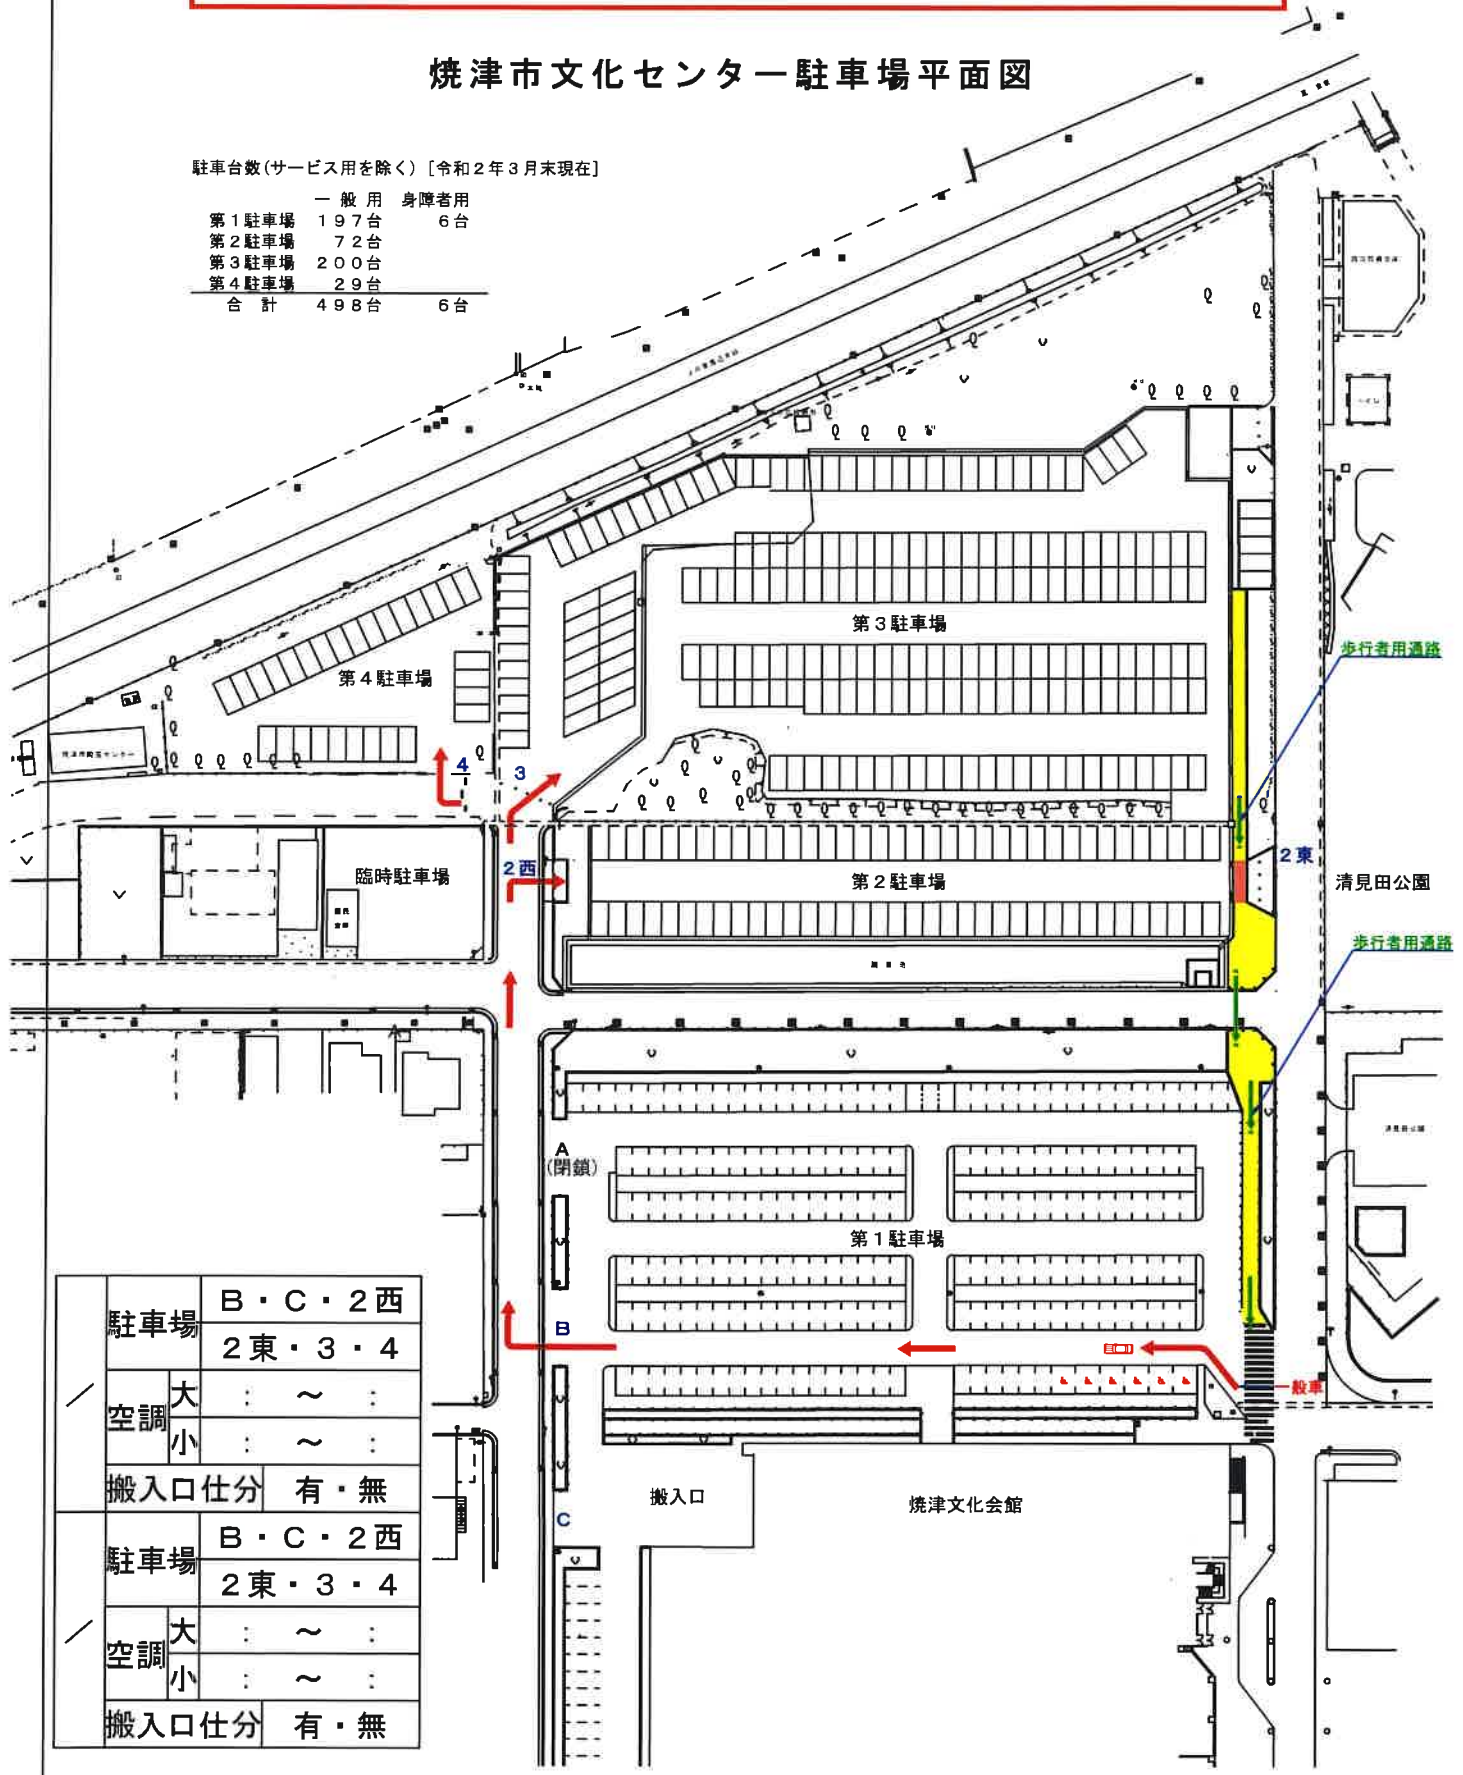 焼津市文化センター駐車場平面図
駐車台数(サービス用を除く) [令和２年３月末現在]
一般用 身障者用
第１駐車場 １９７台 ６台
第２駐車場 ７２台
第３駐車場 ２００台
第４駐車場 ２９台
合計 ４９８台 ６台
第３駐車場
歩行者用通路
第４駐車場
4
3
臨時駐車場
2西
第２駐車場
2東
清見田公園
歩行者用通路
A
(閉鎖)
第１駐車場
B
一般車
C
搬入口
焼津文化会館
駐車場 B・C・2西
2東・3・4
空調 大 : ～ :
小 : ～ :
搬入口仕分 有・無
駐車場 B・C・2西
2東・3・4
空調 大 : ～ :
小 : ～ :
搬入口仕分 有・無